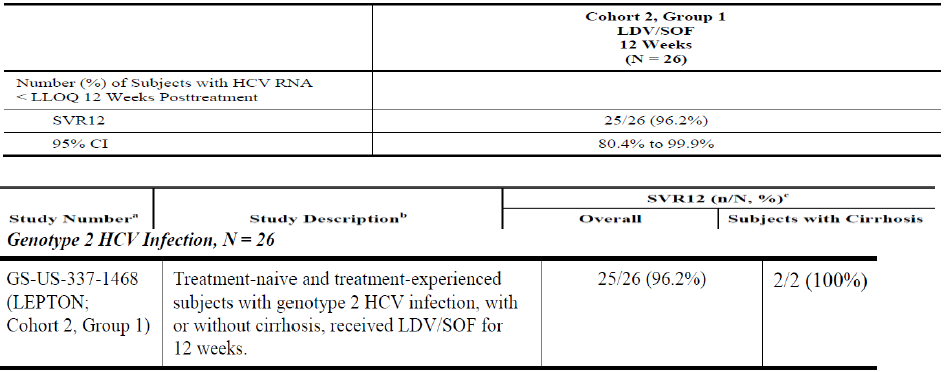 Cohort 2, Group 1
LDV/SOF
12 Weeks
(N = 26)
Number (%) of Subjects with HCV RNA
< LLOQ 12 Weeks Posttreatment
SVR12 25/26 (96.2%)
95% CI 80.4% to 99.9%
SVR12 (n/N, %)c
Study Numbera Study Descriptionb Overall Subjects with Cirrhosis
Genotype 2 HCV Infection, N = 26
GS-US-337-1468 Treatment-naive and treatment-experienced 25/26 (96.2%) 2/2 (100%)
(LEPTON; subjects with genotype 2 HCV infection, with
Cohort 2, Group 1) or without cirrhosis, received LDV/SOF for
12 weeks.